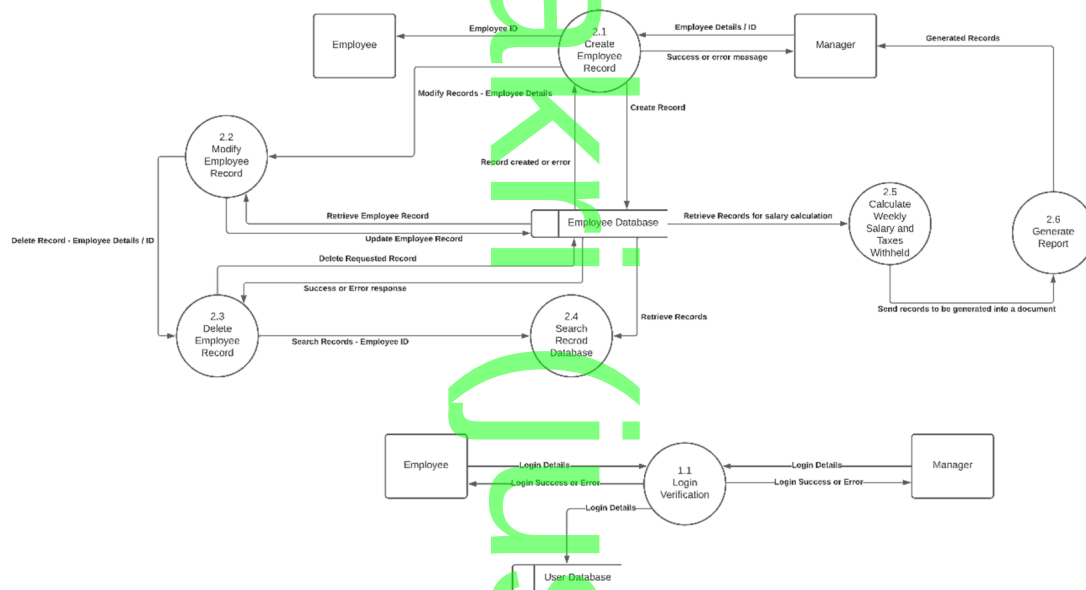 Employee
Employee ID
2.1
Create
Employee
Record
Employee Details / ID
Success or error message
Manager
Generated Records
Modify Records - Employee Details
Create Record
2.2
Modify
Employee
Record
Record created or error
2.5
Calculate
Weekly
Salary and
Taxes
Withheld
2.6
Generate
Report
Retrieve Employee Record
Employee Database
Retrieve Records for salary calculation
Update Employee Record
Delete Record - Employee Details / ID
Delete Requested Record
Success or Error response
Send records to be generated into a document
2.3
Delete
Employee
Record
Search Records - Employee ID
2.4
Search
Recrod
Database
Retrieve Records
Employee
Login Details
Login Success or Error
1.1
Login
Verification
Login Details
Login Success or Error
Manager
Login Details
User Database